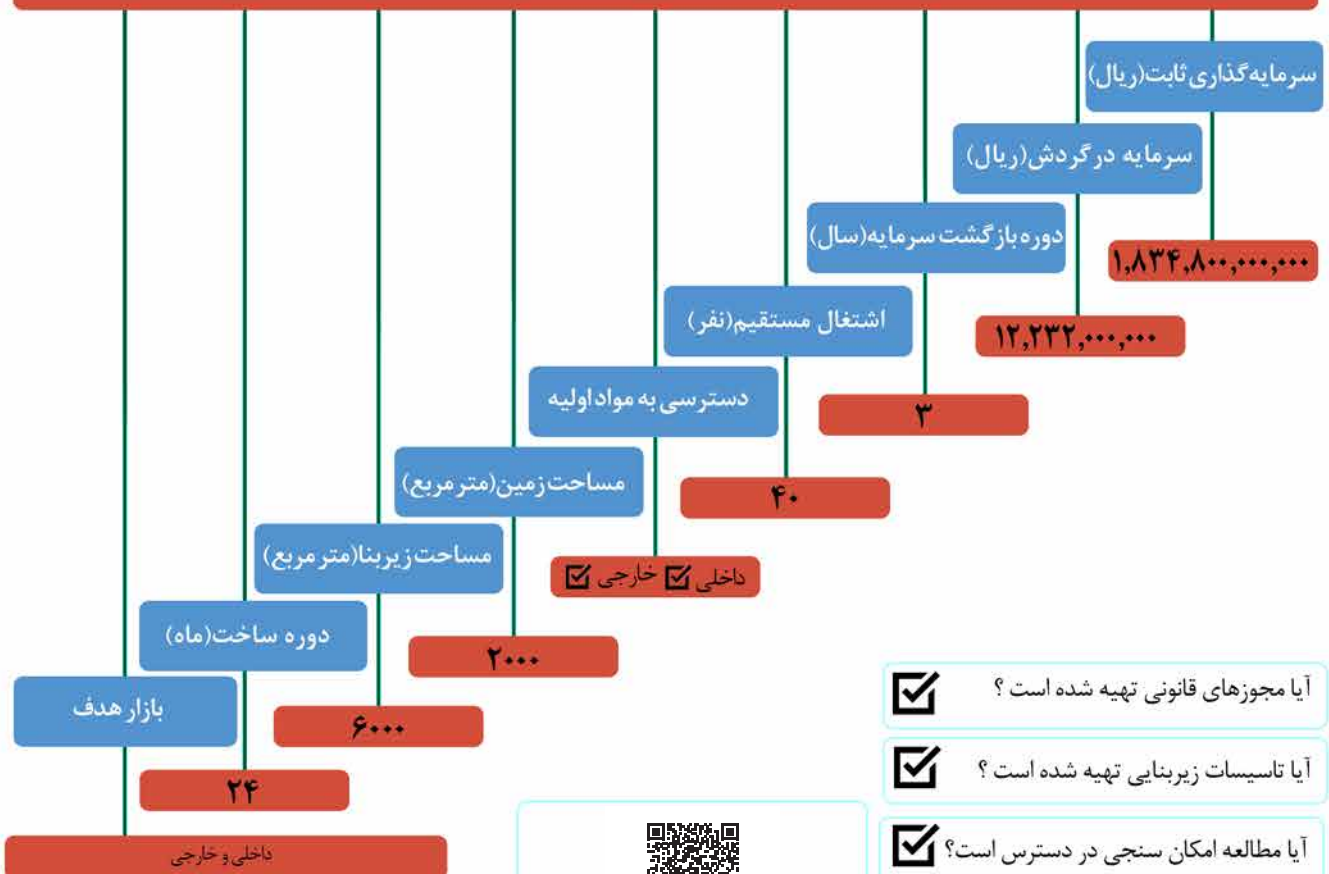 سرمایه‌گذاری ثابت(ریال)
۱,۸۳۴,۸۰۰,۰۰۰,۰۰۰
سرمایه در گردش(ریال)
۱۲,۲۳۲,۰۰۰,۰۰۰
دوره بازگشت سرمایه(سال)
۳
اشتغال مستقیم(نفر)
۴۰
دسترسی به مواد اولیه
داخلی ☑ خارجی ☑
مساحت زمین(متر مربع)
۲۰۰۰
مساحت زیربنا(متر مربع)
۶۰۰۰
دوره ساخت(ماه)
۲۴
بازار هدف
داخلی و خارجی
آیا مجوزهای قانونی تهیه شده است ؟ ☑
آیا تاسیسات زیربنایی تهیه شده است ؟ ☑
آیا مطالعه امکان سنجی در دسترس است؟ ☑